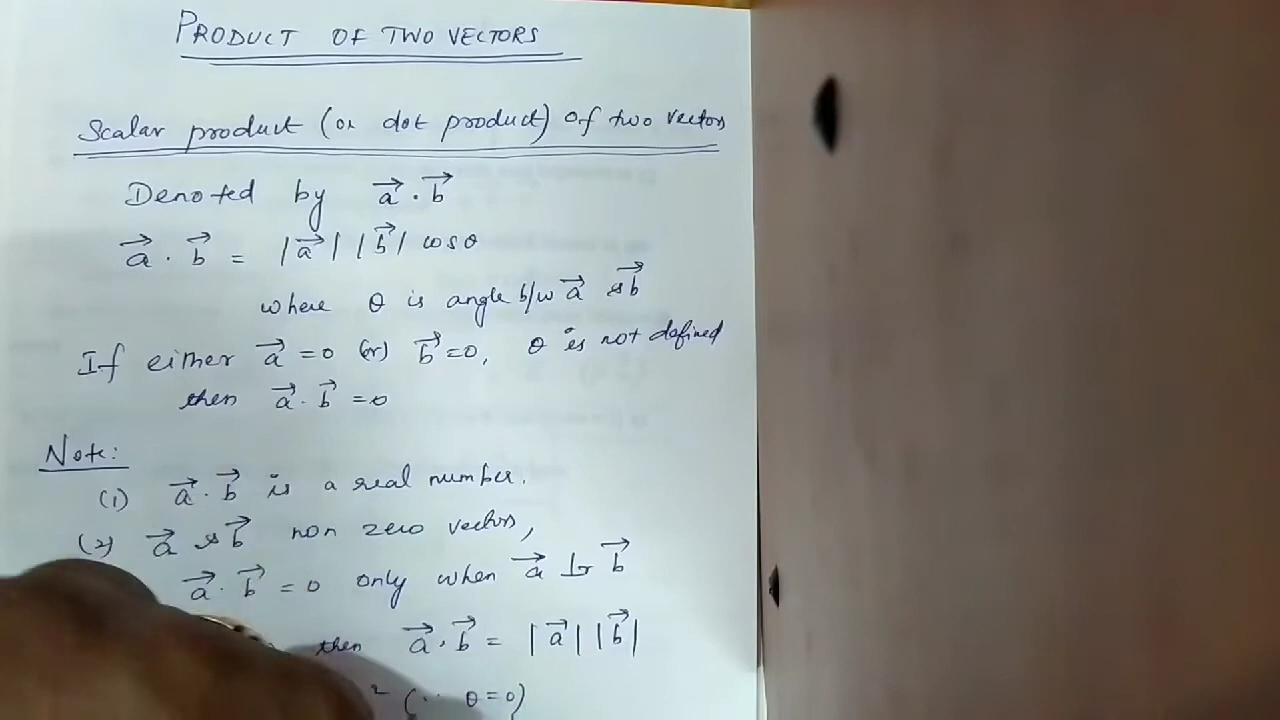 PRODUCT OF TWO VECTORS
Scalar product (or dot product) of two vectors
Denoted by a⃗ · b⃗
a⃗ · b⃗ = |a⃗| |b⃗| cosθ
where θ is angle b/w a⃗ & b⃗
If either a⃗ = 0 (or) b⃗ = 0, θ is not defined
then a⃗ · b⃗ = 0
Note:
(1) a⃗ · b⃗ is a real number.
(2) a⃗ & b⃗ non zero vectors,
a⃗ · b⃗ = 0 only when a⃗ ⊥r b⃗
then a⃗ · b⃗ = |a⃗| |b⃗|
2 (∵ θ = 0)